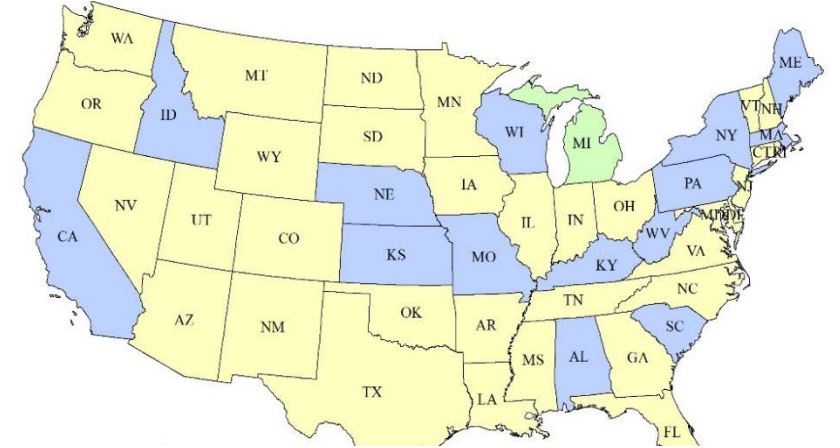 WA
MT
ND
MN
ME
OR
ID
SD
WI
MI
VT
NH
NY
MA
WY
CT
RI
NE
IA
PA
NJ
NV
UT
CO
IL
IN
OH
MD
DE
CA
KS
MO
KY
WV
VA
AZ
NM
OK
AR
TN
NC
SC
TX
LA
MS
AL
GA
FL